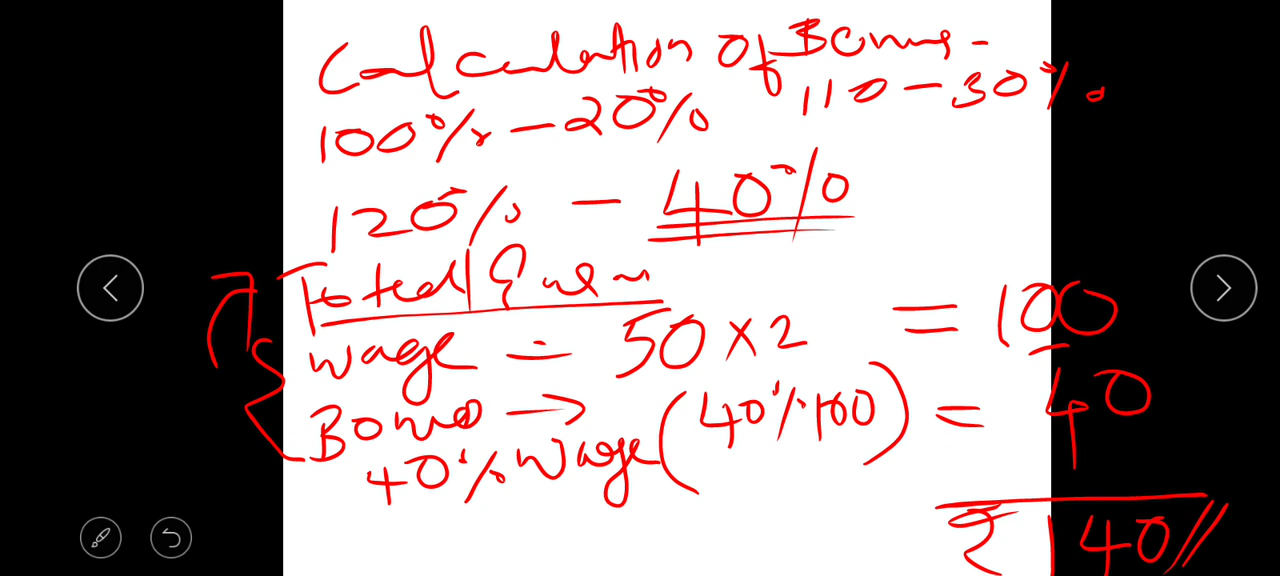 Calculation Of Bonus -
100% - 20% 110 - 30%.
120% - 40%
Total
Wage = 50 x 2 = 100
Bonus → (40% 100) = 40
40% wage
₹ 140//